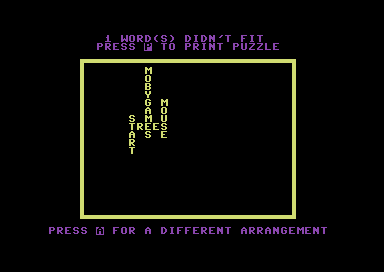 1 WORD(S) DIDN'T FIT
PRESS P TO PRINT PUZZLE
MOBYGAMES
MOUSE
START
TREES
PRESS A FOR A DIFFERENT ARRANGEMENT